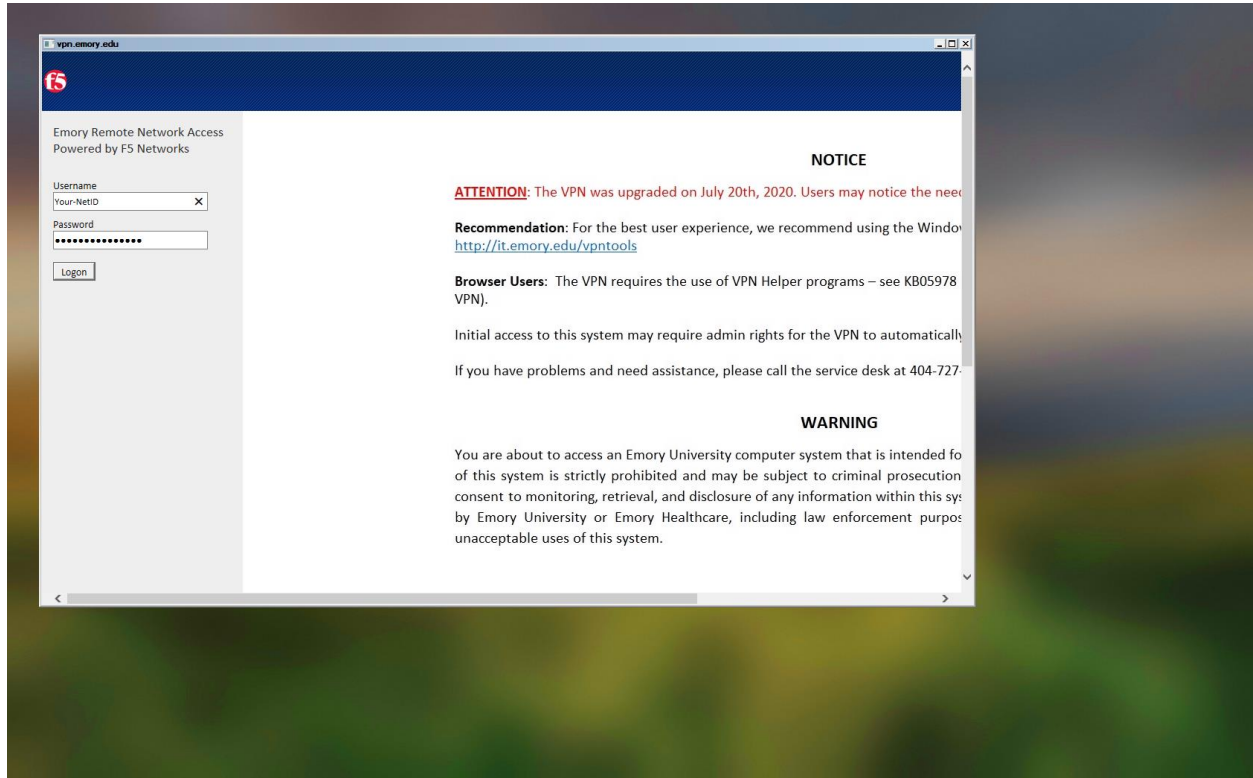 vpn.emory.edu
f5
Emory Remote Network Access
Powered by F5 Networks
Username
Your-NetID
Password
Logon
NOTICE
ATTENTION: The VPN was upgraded on July 20th, 2020. Users may notice the need
Recommendation: For the best user experience, we recommend using the Windo
http://it.emory.edu/vpntools
Browser Users: The VPN requires the use of VPN Helper programs – see KB05978
VPN).
Initial access to this system may require admin rights for the VPN to automatically
If you have problems and need assistance, please call the service desk at 404-727-
WARNING
You are about to access an Emory University computer system that is intended fo
of this system is strictly prohibited and may be subject to criminal prosecution
consent to monitoring, retrieval, and disclosure of any information within this sys
by Emory University or Emory Healthcare, including law enforcement purpos
unacceptable uses of this system.